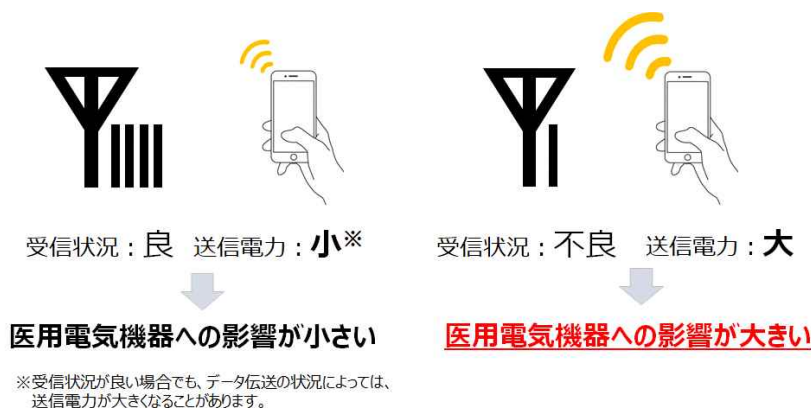 受信状況：良　送信電力：小※
医用電気機器への影響が小さい
※受信状況が良い場合でも、データ伝送の状況によっては、
送信電力が大きくなることがあります。
受信状況：不良　送信電力：大
医用電気機器への影響が大きい